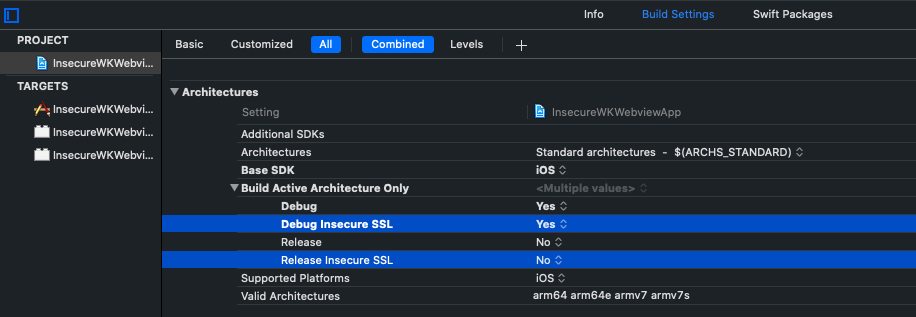 Info Build Settings Swift Packages
PROJECT
InsecureWKWebvi...
TARGETS
InsecureWKWebvi...
InsecureWKWebvi...
InsecureWKWebvi...
Basic Customized All Combined Levels +
Architectures
Setting InsecureWKWebviewApp
Additional SDKs
Architectures Standard architectures - $(ARCHS_STANDARD)
Base SDK iOS
Build Active Architecture Only <Multiple values>
Debug Yes
Debug Insecure SSL Yes
Release No
Release Insecure SSL No
Supported Platforms iOS
Valid Architectures arm64 arm64e armv7 armv7s